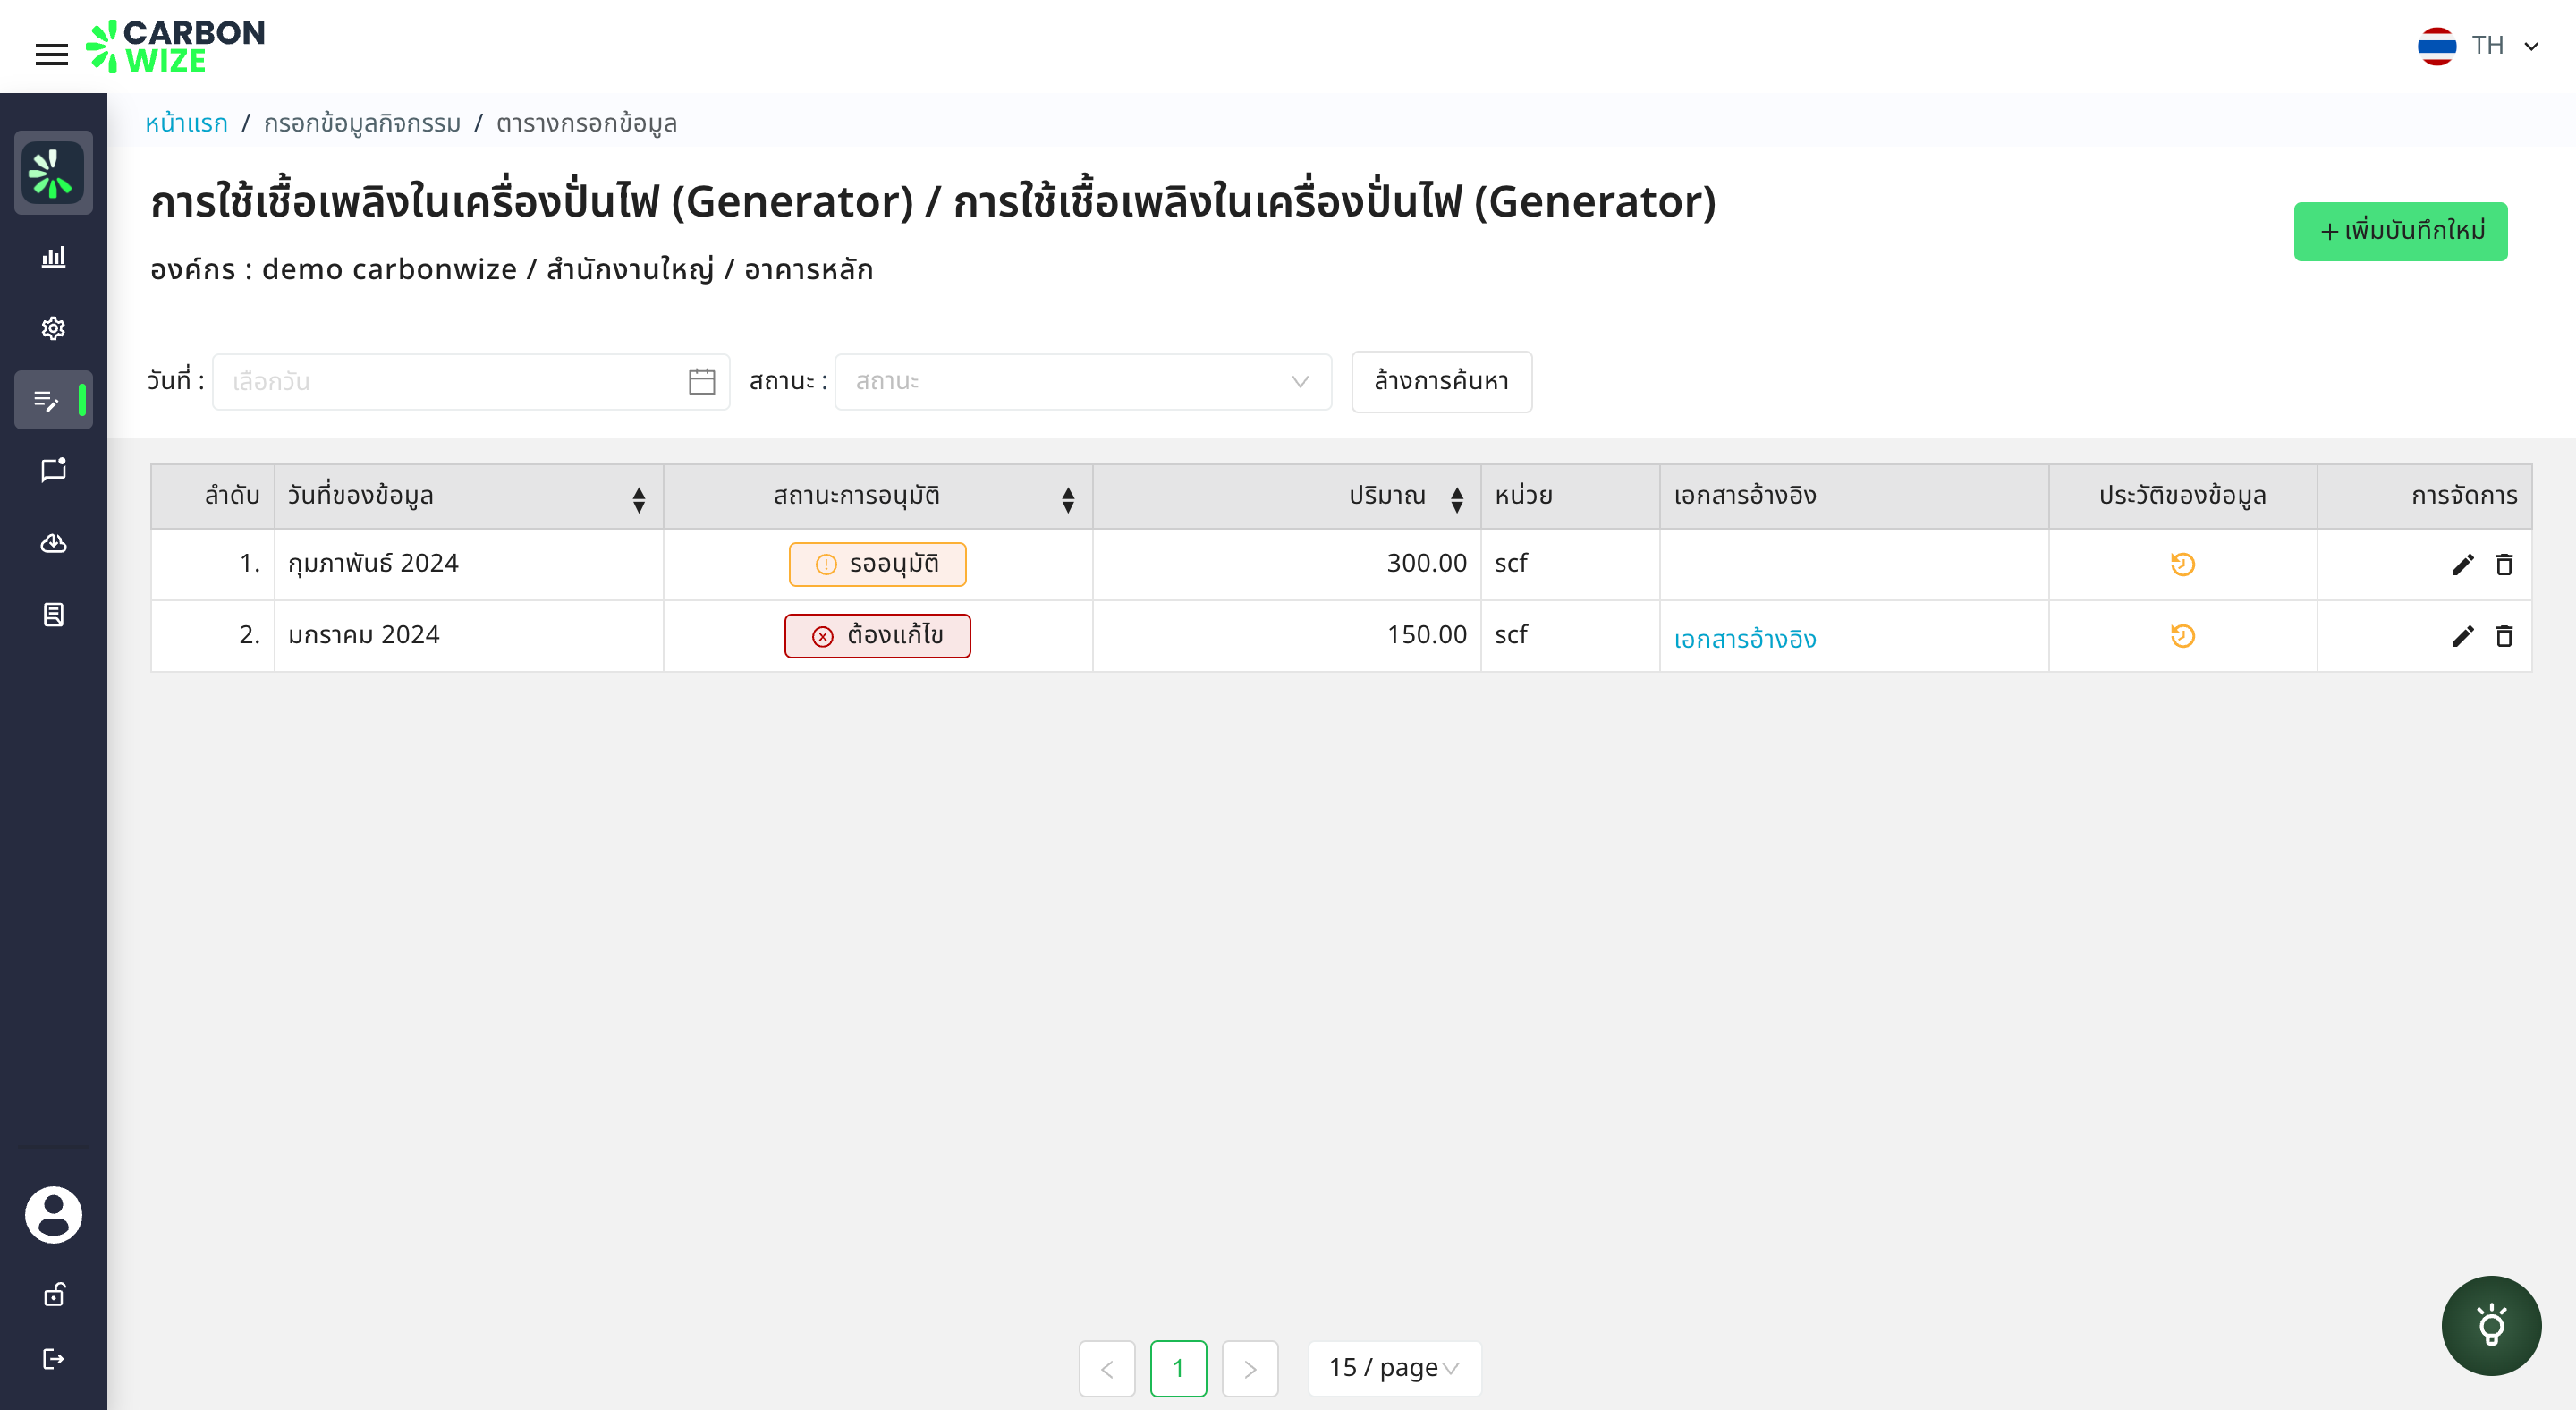 CARBON
WIZE
TH
หน้าแรก / กรอกข้อมูลกิจกรรม / ตารางกรอกข้อมูล
การใช้เชื้อเพลิงในเครื่องปั่นไฟ (Generator) / การใช้เชื้อเพลิงในเครื่องปั่นไฟ (Generator)
+ เพิ่มบันทึกใหม่
องค์กร : demo carbonwize / สำนักงานใหญ่ / อาคารหลัก
วันที่ : เลือกวัน สถานะ : สถานะ ล้างการค้นหา
ลำดับ วันที่ของข้อมูล สถานะการอนุมัติ ปริมาณ หน่วย เอกสารอ้างอิง ประวัติของข้อมูล การจัดการ
1. กุมภาพันธ์ 2024 รออนุมัติ 300.00 scf
2. มกราคม 2024 ต้องแก้ไข 150.00 scf เอกสารอ้างอิง
< 1 > 15 / page